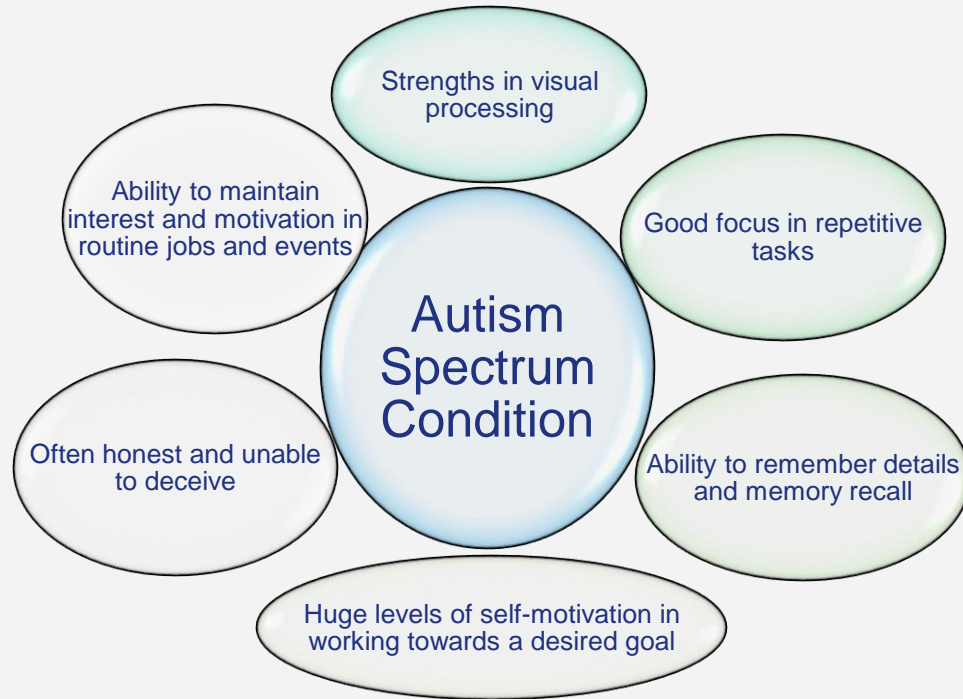 Strengths in visual
processing
Ability to maintain
interest and motivation in
routine jobs and events
Good focus in repetitive
tasks
Autism
Spectrum
Condition
Often honest and unable
to deceive
Ability to remember details
and memory recall
Huge levels of self-motivation in
working towards a desired goal